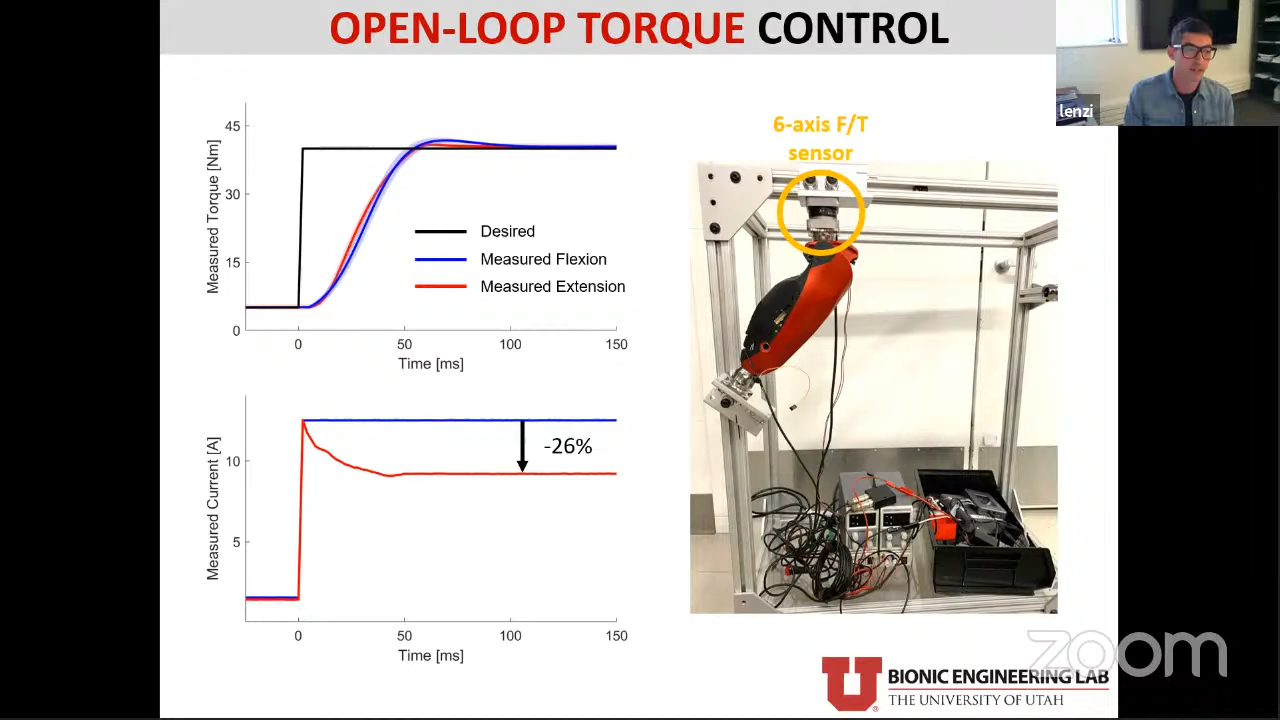 OPEN-LOOP TORQUE CONTROL
lenzi
6-axis F/T
sensor
Measured Torque [Nm]
45
30
15
0
Desired
Measured Flexion
Measured Extension
0
50
100
150
Time [ms]
Measured Current [A]
10
5
-26%
0
50
100
150
Time [ms]
zoom
U
BIONIC ENGINEERING LAB
THE UNIVERSITY OF UTAH